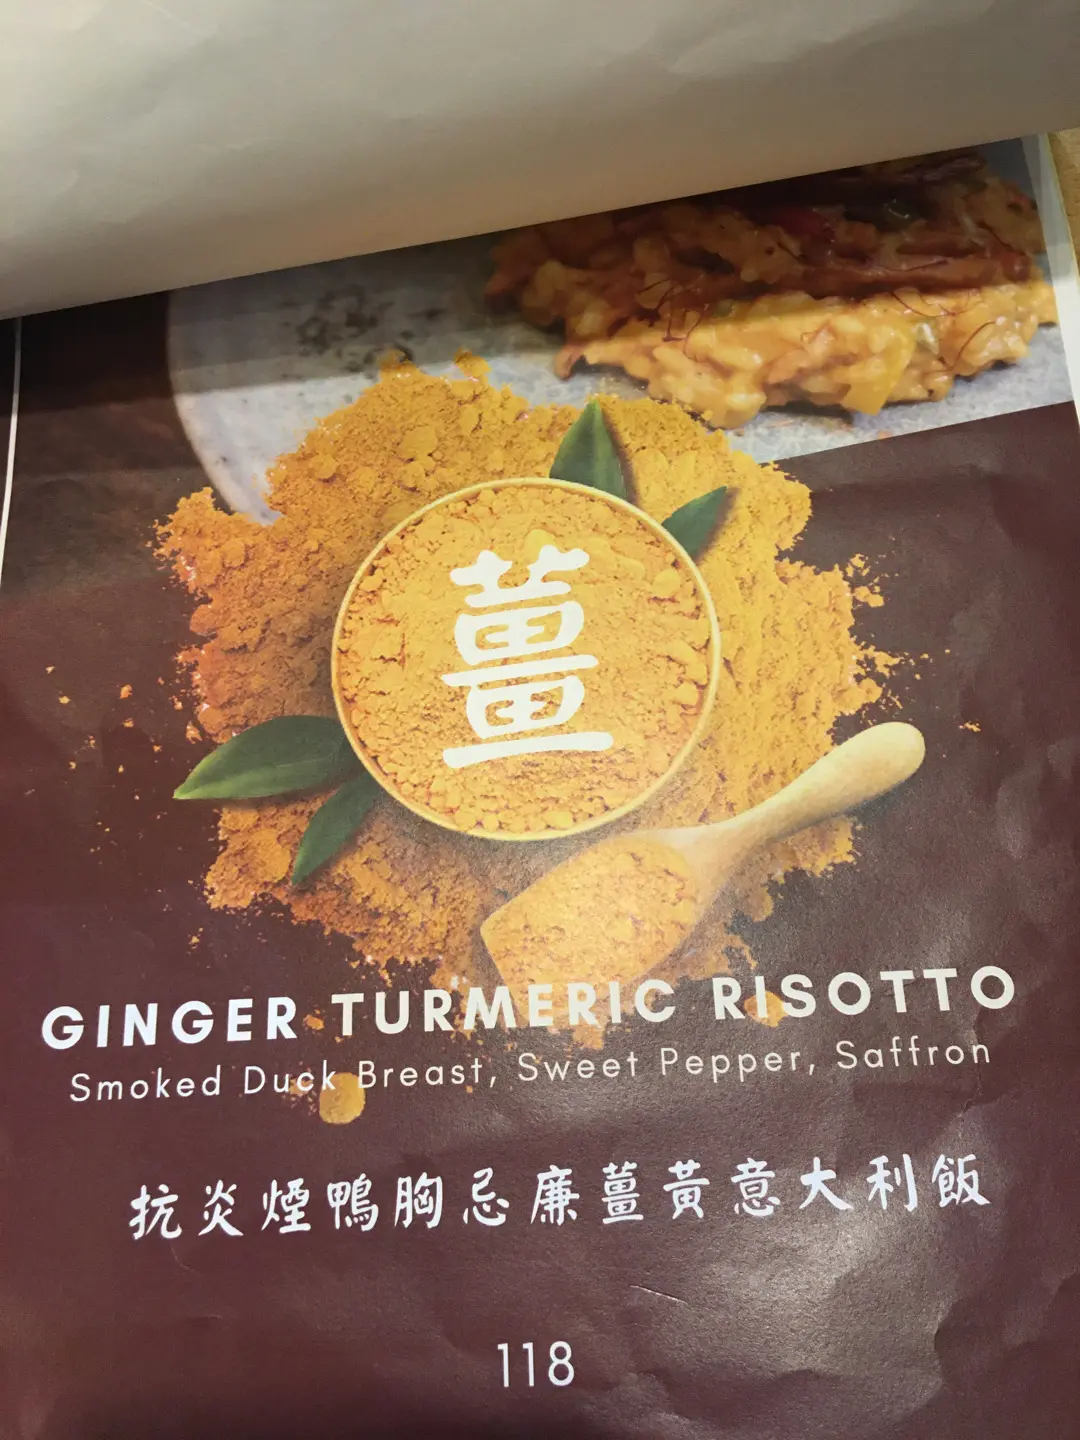 薑
GINGER TURMERIC RISOTTO
Smoked Duck Breast, Sweet Pepper, Saffron
抗炎煙鴨胸忌廉薑黃意大利飯
118